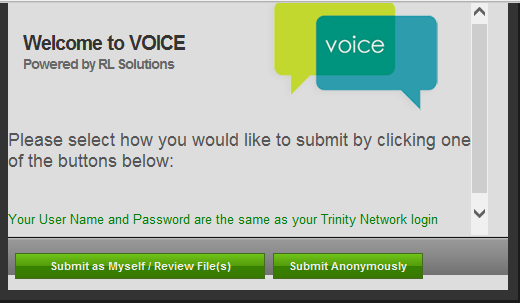 Welcome to VOICE
Powered by RL Solutions
voice
Please select how you would like to submit by clicking one
of the buttons below:
Your User Name and Password are the same as your Trinity Network login
Submit as Myself / Review File(s)
Submit Anonymously